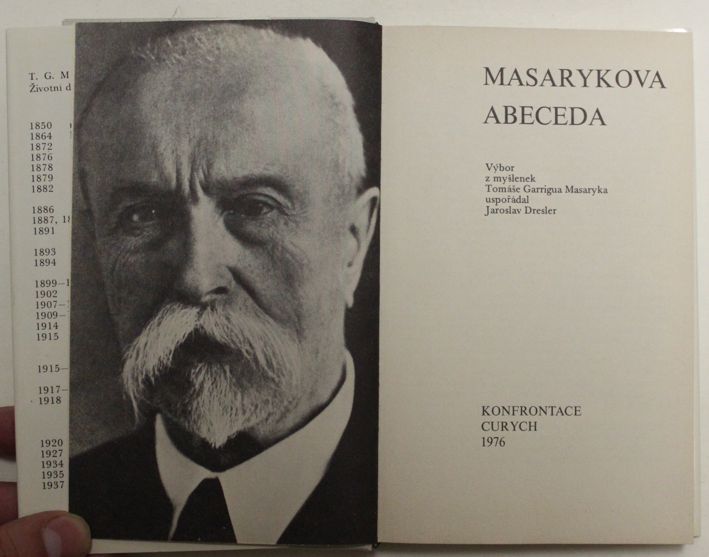 T. G. M
Životní d
1850
1864
1872
1876
1878
1879
1882
1886
1887, 18
1891
1893
1894
1899–1
1902
1907–
1909–
1914
1915
1915–
1917–
1918
1920
1927
1934
1935
1937
MASARYKOVA
ABECEDA
Výbor
z myšlenek
Tomáše Garrigua Masaryka
uspořádal
Jaroslav Dresler
KONFRONTACE
CURYCH
1976